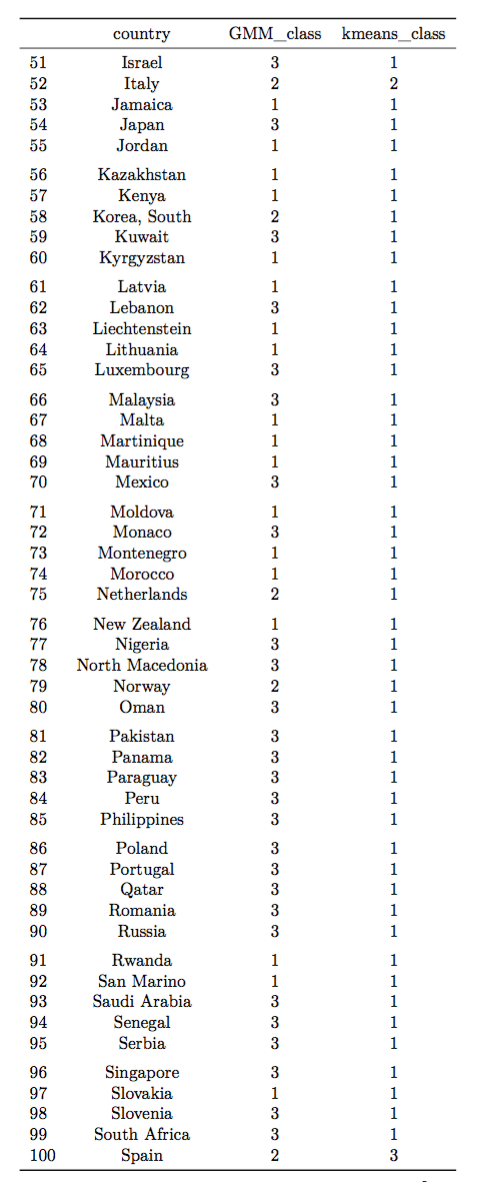 country GMM_class kmeans_class
51 Israel 3 1
52 Italy 2 2
53 Jamaica 1 1
54 Japan 3 1
55 Jordan 1 1
56 Kazakhstan 1 1
57 Kenya 1 1
58 Korea, South 2 1
59 Kuwait 3 1
60 Kyrgyzstan 1 1
61 Latvia 1 1
62 Lebanon 3 1
63 Liechtenstein 1 1
64 Lithuania 1 1
65 Luxembourg 3 1
66 Malaysia 3 1
67 Malta 1 1
68 Martinique 1 1
69 Mauritius 1 1
70 Mexico 3 1
71 Moldova 1 1
72 Monaco 3 1
73 Montenegro 1 1
74 Morocco 1 1
75 Netherlands 2 1
76 New Zealand 1 1
77 Nigeria 3 1
78 North Macedonia 3 1
79 Norway 2 1
80 Oman 3 1
81 Pakistan 3 1
82 Panama 3 1
83 Paraguay 3 1
84 Peru 3 1
85 Philippines 3 1
86 Poland 3 1
87 Portugal 3 1
88 Qatar 3 1
89 Romania 3 1
90 Russia 3 1
91 Rwanda 1 1
92 San Marino 1 1
93 Saudi Arabia 3 1
94 Senegal 3 1
95 Serbia 3 1
96 Singapore 3 1
97 Slovakia 1 1
98 Slovenia 3 1
99 South Africa 3 1
100 Spain 2 3